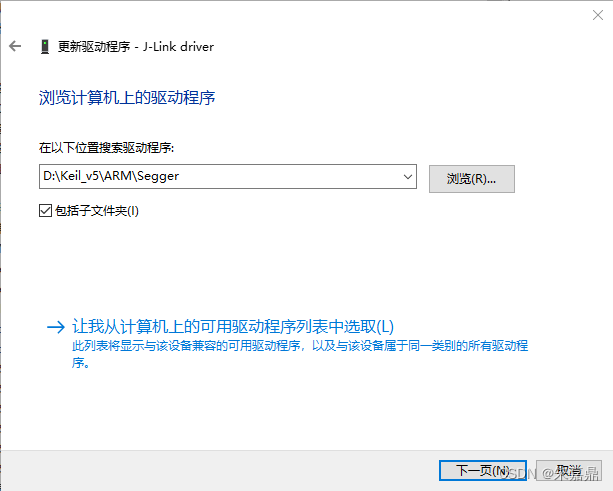 更新驱动程序 - J-Link driver
浏览计算机上的驱动程序
在以下位置搜索驱动程序:
D:\Keil_v5\ARM\Segger
浏览(R)...
包括子文件夹(I)
让我从计算机上的可用驱动程序列表中选取(L)
此列表将显示与该设备兼容的可用驱动程序，以及与该设备属于同一类别的所有驱动程
序。
下一页(N)
取消
CSDN @朱嘉鼎